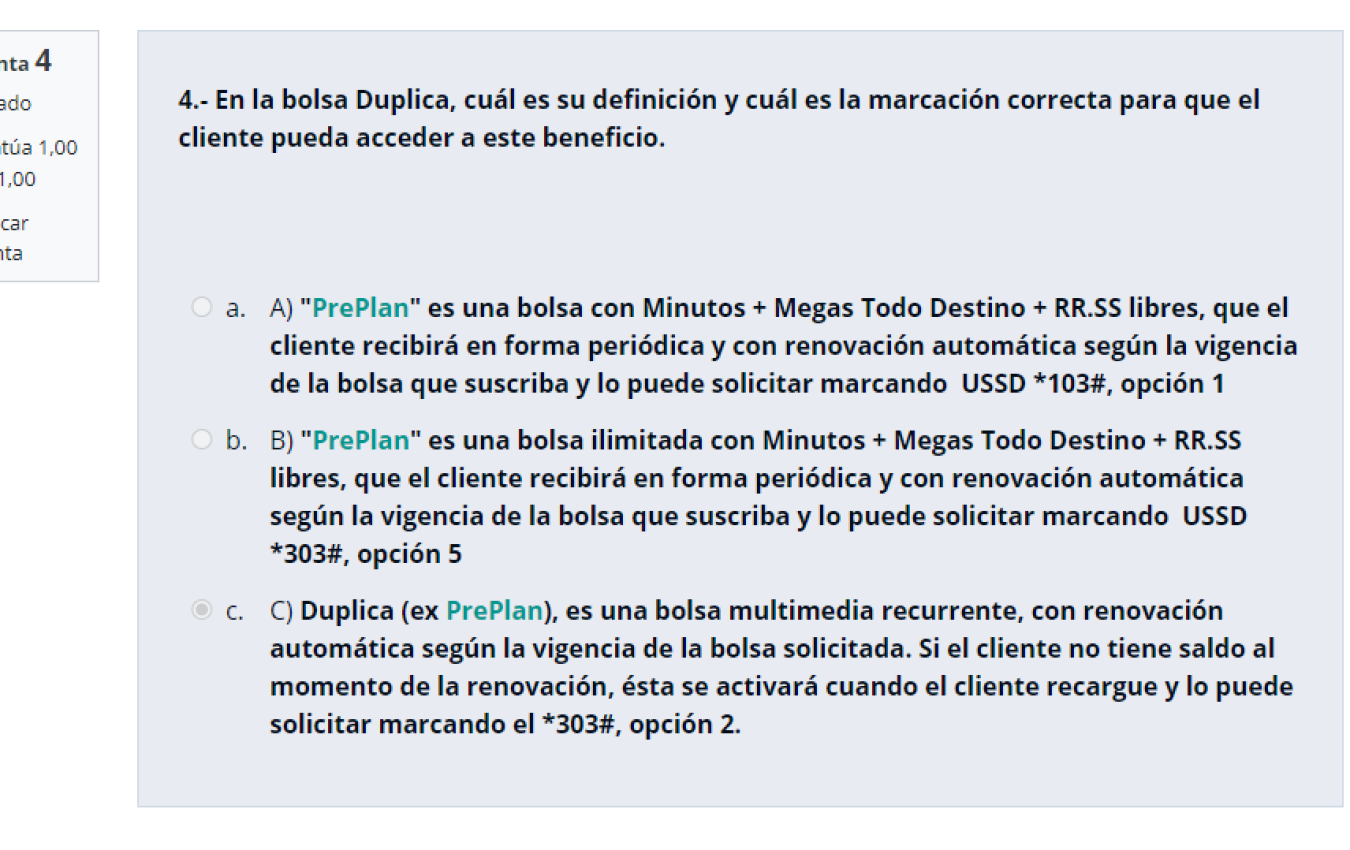 nta 4
ado
túa 1,00
1,00
car
nta
4.- En la bolsa Duplica, cuál es su definición y cuál es la marcación correcta para que el
cliente pueda acceder a este beneficio.
a. A) "PrePlan" es una bolsa con Minutos + Megas Todo Destino + RR.SS libres, que el
cliente recibirá en forma periódica y con renovación automática según la vigencia
de la bolsa que suscriba y lo puede solicitar marcando USSD *103#, opción 1
b. B) "PrePlan" es una bolsa ilimitada con Minutos + Megas Todo Destino + RR.SS
libres, que el cliente recibirá en forma periódica y con renovación automática
según la vigencia de la bolsa que suscriba y lo puede solicitar marcando USSD
*303#, opción 5
c. C) Duplica (ex PrePlan), es una bolsa multimedia recurrente, con renovación
automática según la vigencia de la bolsa solicitada. Si el cliente no tiene saldo al
momento de la renovación, ésta se activará cuando el cliente recargue y lo puede
solicitar marcando el *303#, opción 2.